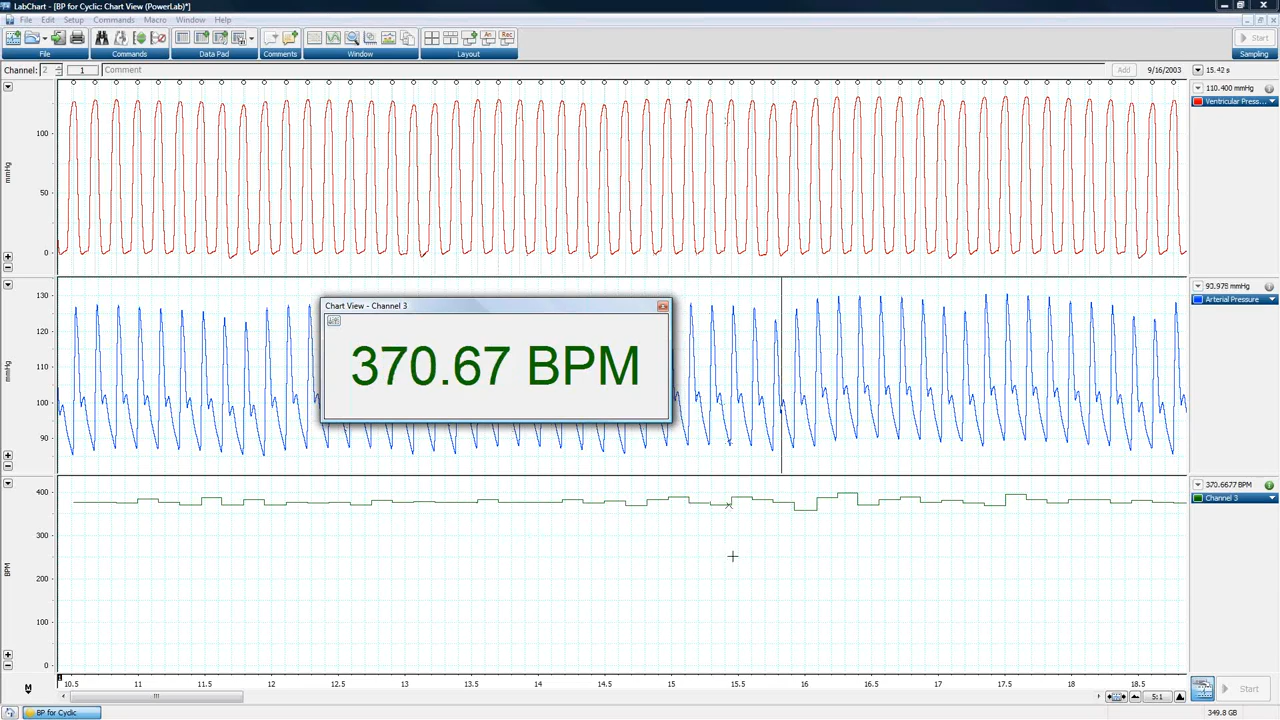 LabChart - [BP for Cyclic: Chart View (PowerLab)*]
File Edit Setup Commands Macro Window Help
File Commands Data Pad Comments Window Layout Sampling
Start
Channel: 2 1 Comment Add 9/16/2003 15.42 s
110.400 mmHg
Ventricular Press...
100
50
0
mmHg
93.978 mmHg
Arterial Pressure
130
120
110
100
90
mmHg
Chart View - Channel 3
370.67 BPM
370.6677 BPM
Channel 3
400
300
200
100
0
BPM
10.5 11 11.5 12 12.5 13 13.5 14 14.5 15 15.5 16 16.5 17 17.5 18 18.5
M
5:1
Start
BP for Cyclic
349.8 GB